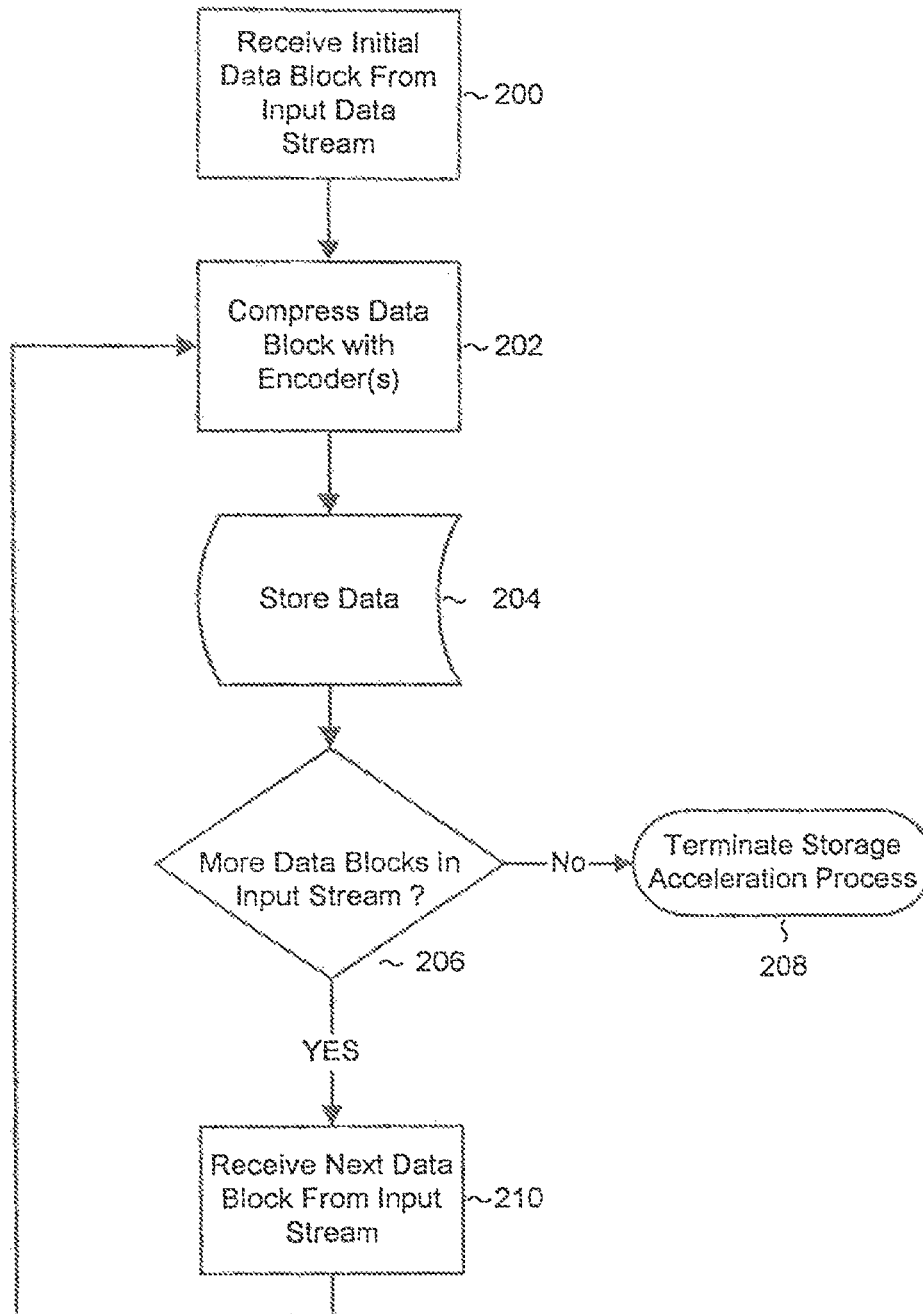 Receive Initial
Data Block From
Input Data
Stream
200
Compress Data
Block with
Encoder(s)
202
Store Data
204
More Data Blocks in
Input Stream ?
206
No
Terminate Storage
Acceleration Process
208
YES
Receive Next Data
Block From Input
Stream
210